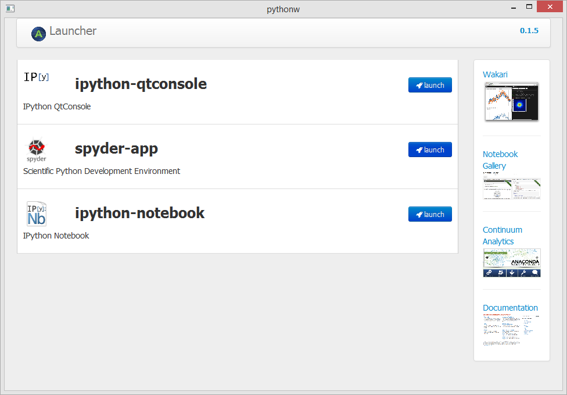 pythonw
Launcher
0.1.5
IP[y]
ipython-qtconsole
launch
IPython QtConsole
spyder
spyder-app
launch
Scientific Python Development Environment
IP[y]:
Nb
ipython-notebook
launch
IPython Notebook
Wakari
Notebook
Gallery
Continuum
Analytics
ANACONDA
Documentation